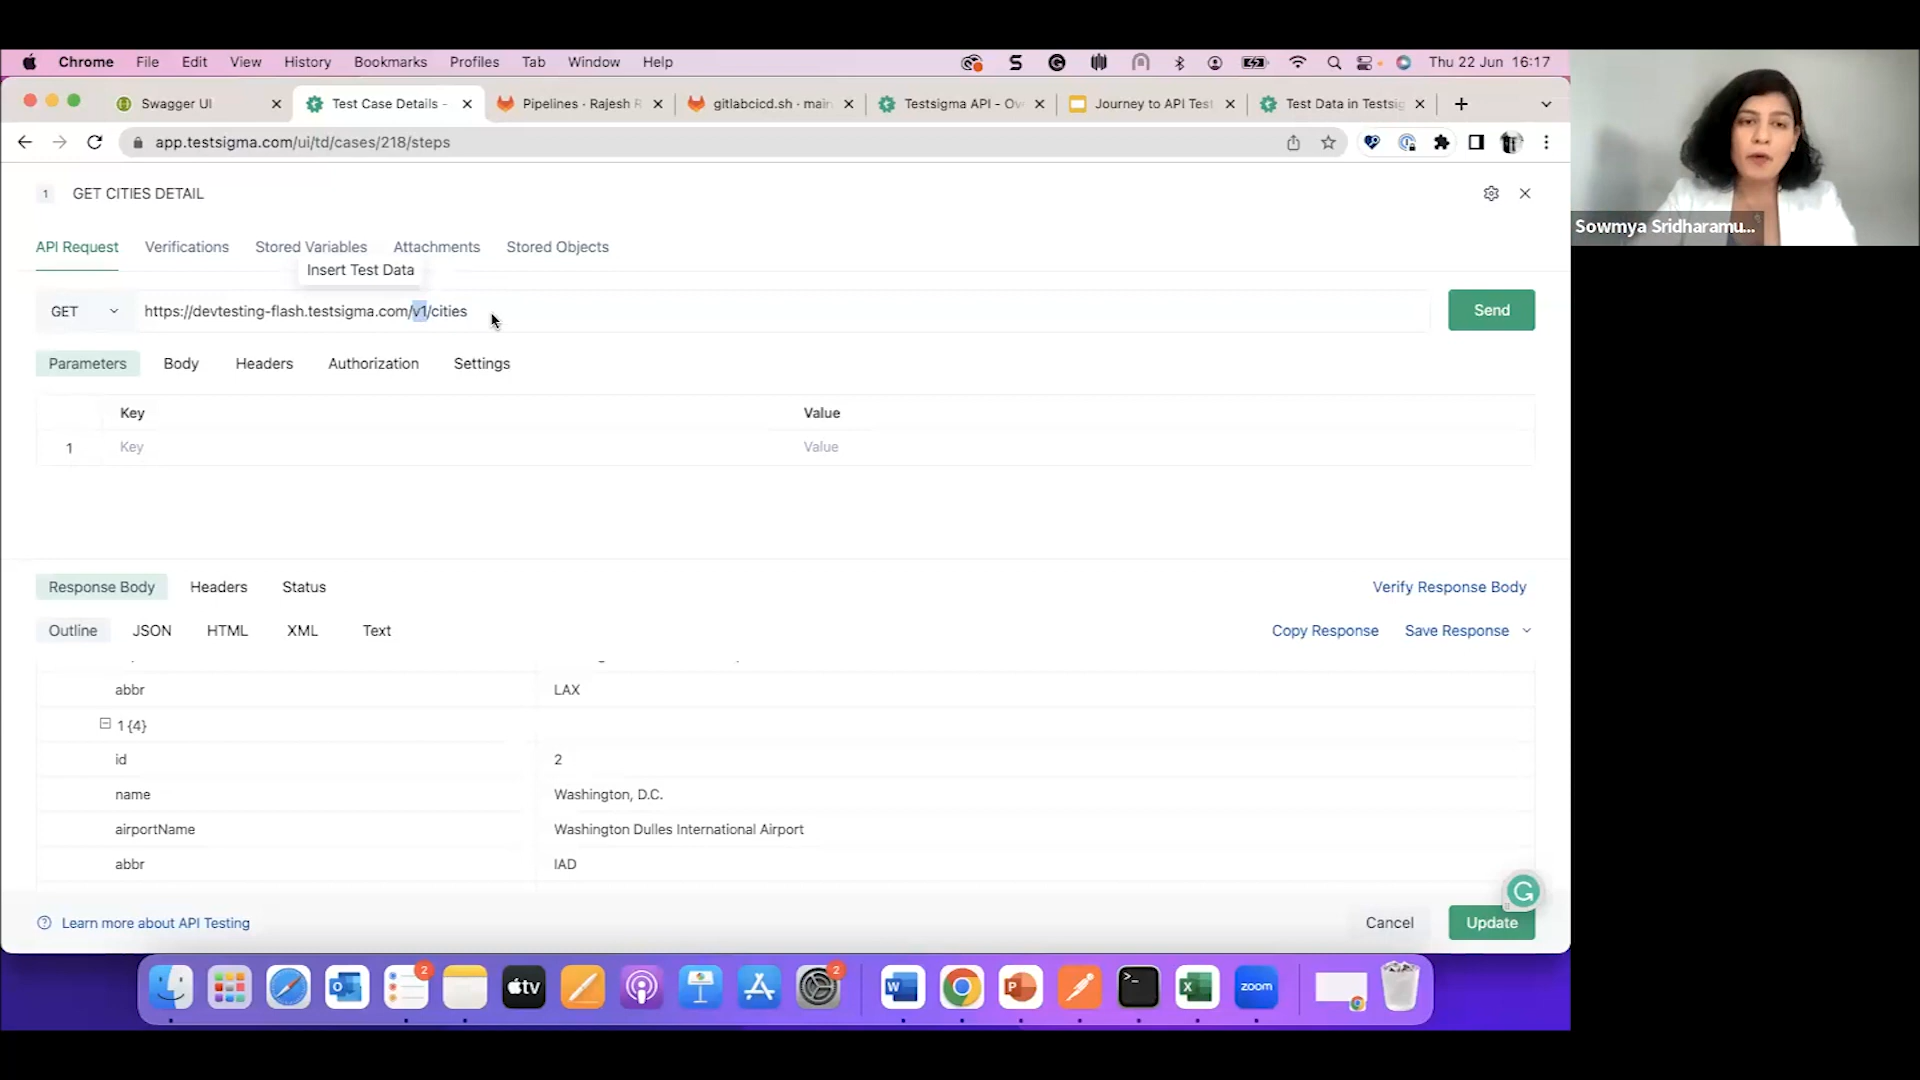 Chrome File Edit View History Bookmarks Profiles Tab Window Help Thu 22 Jun 16:17
Swagger UI Test Case Details - Pipelines · Rajesh R gitlabcicd.sh · main Testsigma API - Ov Journey to API Test Test Data in Testsig
app.testsigma.com/ui/td/cases/218/steps
Sowmya Sridharamu...
1 GET CITIES DETAIL
API Request Verifications Stored Variables Attachments Stored Objects
Insert Test Data
GET https://devtesting-flash.testsigma.com/v1/cities Send
Parameters Body Headers Authorization Settings
Key Value
1 Key Value
Response Body Headers Status Verify Response Body
Outline JSON HTML XML Text Copy Response Save Response
abbr LAX
1 {4}
id 2
name Washington, D.C.
airportName Washington Dulles International Airport
abbr IAD
Learn more about API Testing Cancel Update
2 tv 2 W P X zoom